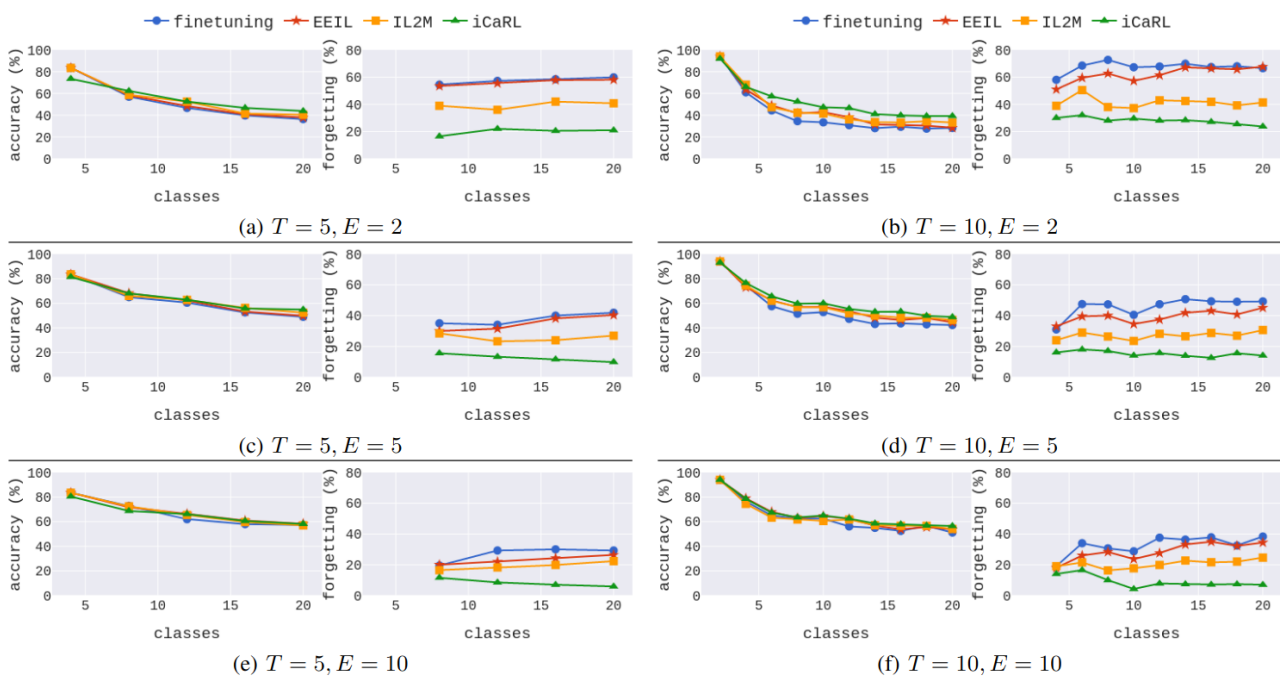 finetuning EEIL IL2M iCaRL finetuning EEIL IL2M iCaRL
accuracy (%)
100
80
60
40
20
0
5 10 15 20
classes
forgetting (%)
80
60
40
20
0
10 15 20
classes
(a) T = 5, E = 2
accuracy (%)
100
80
60
40
20
0
5 10 15 20
classes
forgetting (%)
80
60
40
20
0
5 10 15 20
classes
(b) T = 10, E = 2
accuracy (%)
100
80
60
40
20
0
5 10 15 20
classes
forgetting (%)
80
60
40
20
0
5 10 15 20
classes
(c) T = 5, E = 5
accuracy (%)
100
80
60
40
20
0
5 10 15 20
classes
forgetting (%)
80
60
40
20
0
5 10 15 20
classes
(d) T = 10, E = 5
accuracy (%)
100
80
60
40
20
0
5 10 15 20
classes
forgetting (%)
80
60
40
20
0
5 10 15 20
classes
(e) T = 5, E = 10
accuracy (%)
100
80
60
40
20
0
5 10 15 20
classes
forgetting (%)
80
60
40
20
0
5 10 15 20
classes
(f) T = 10, E = 10